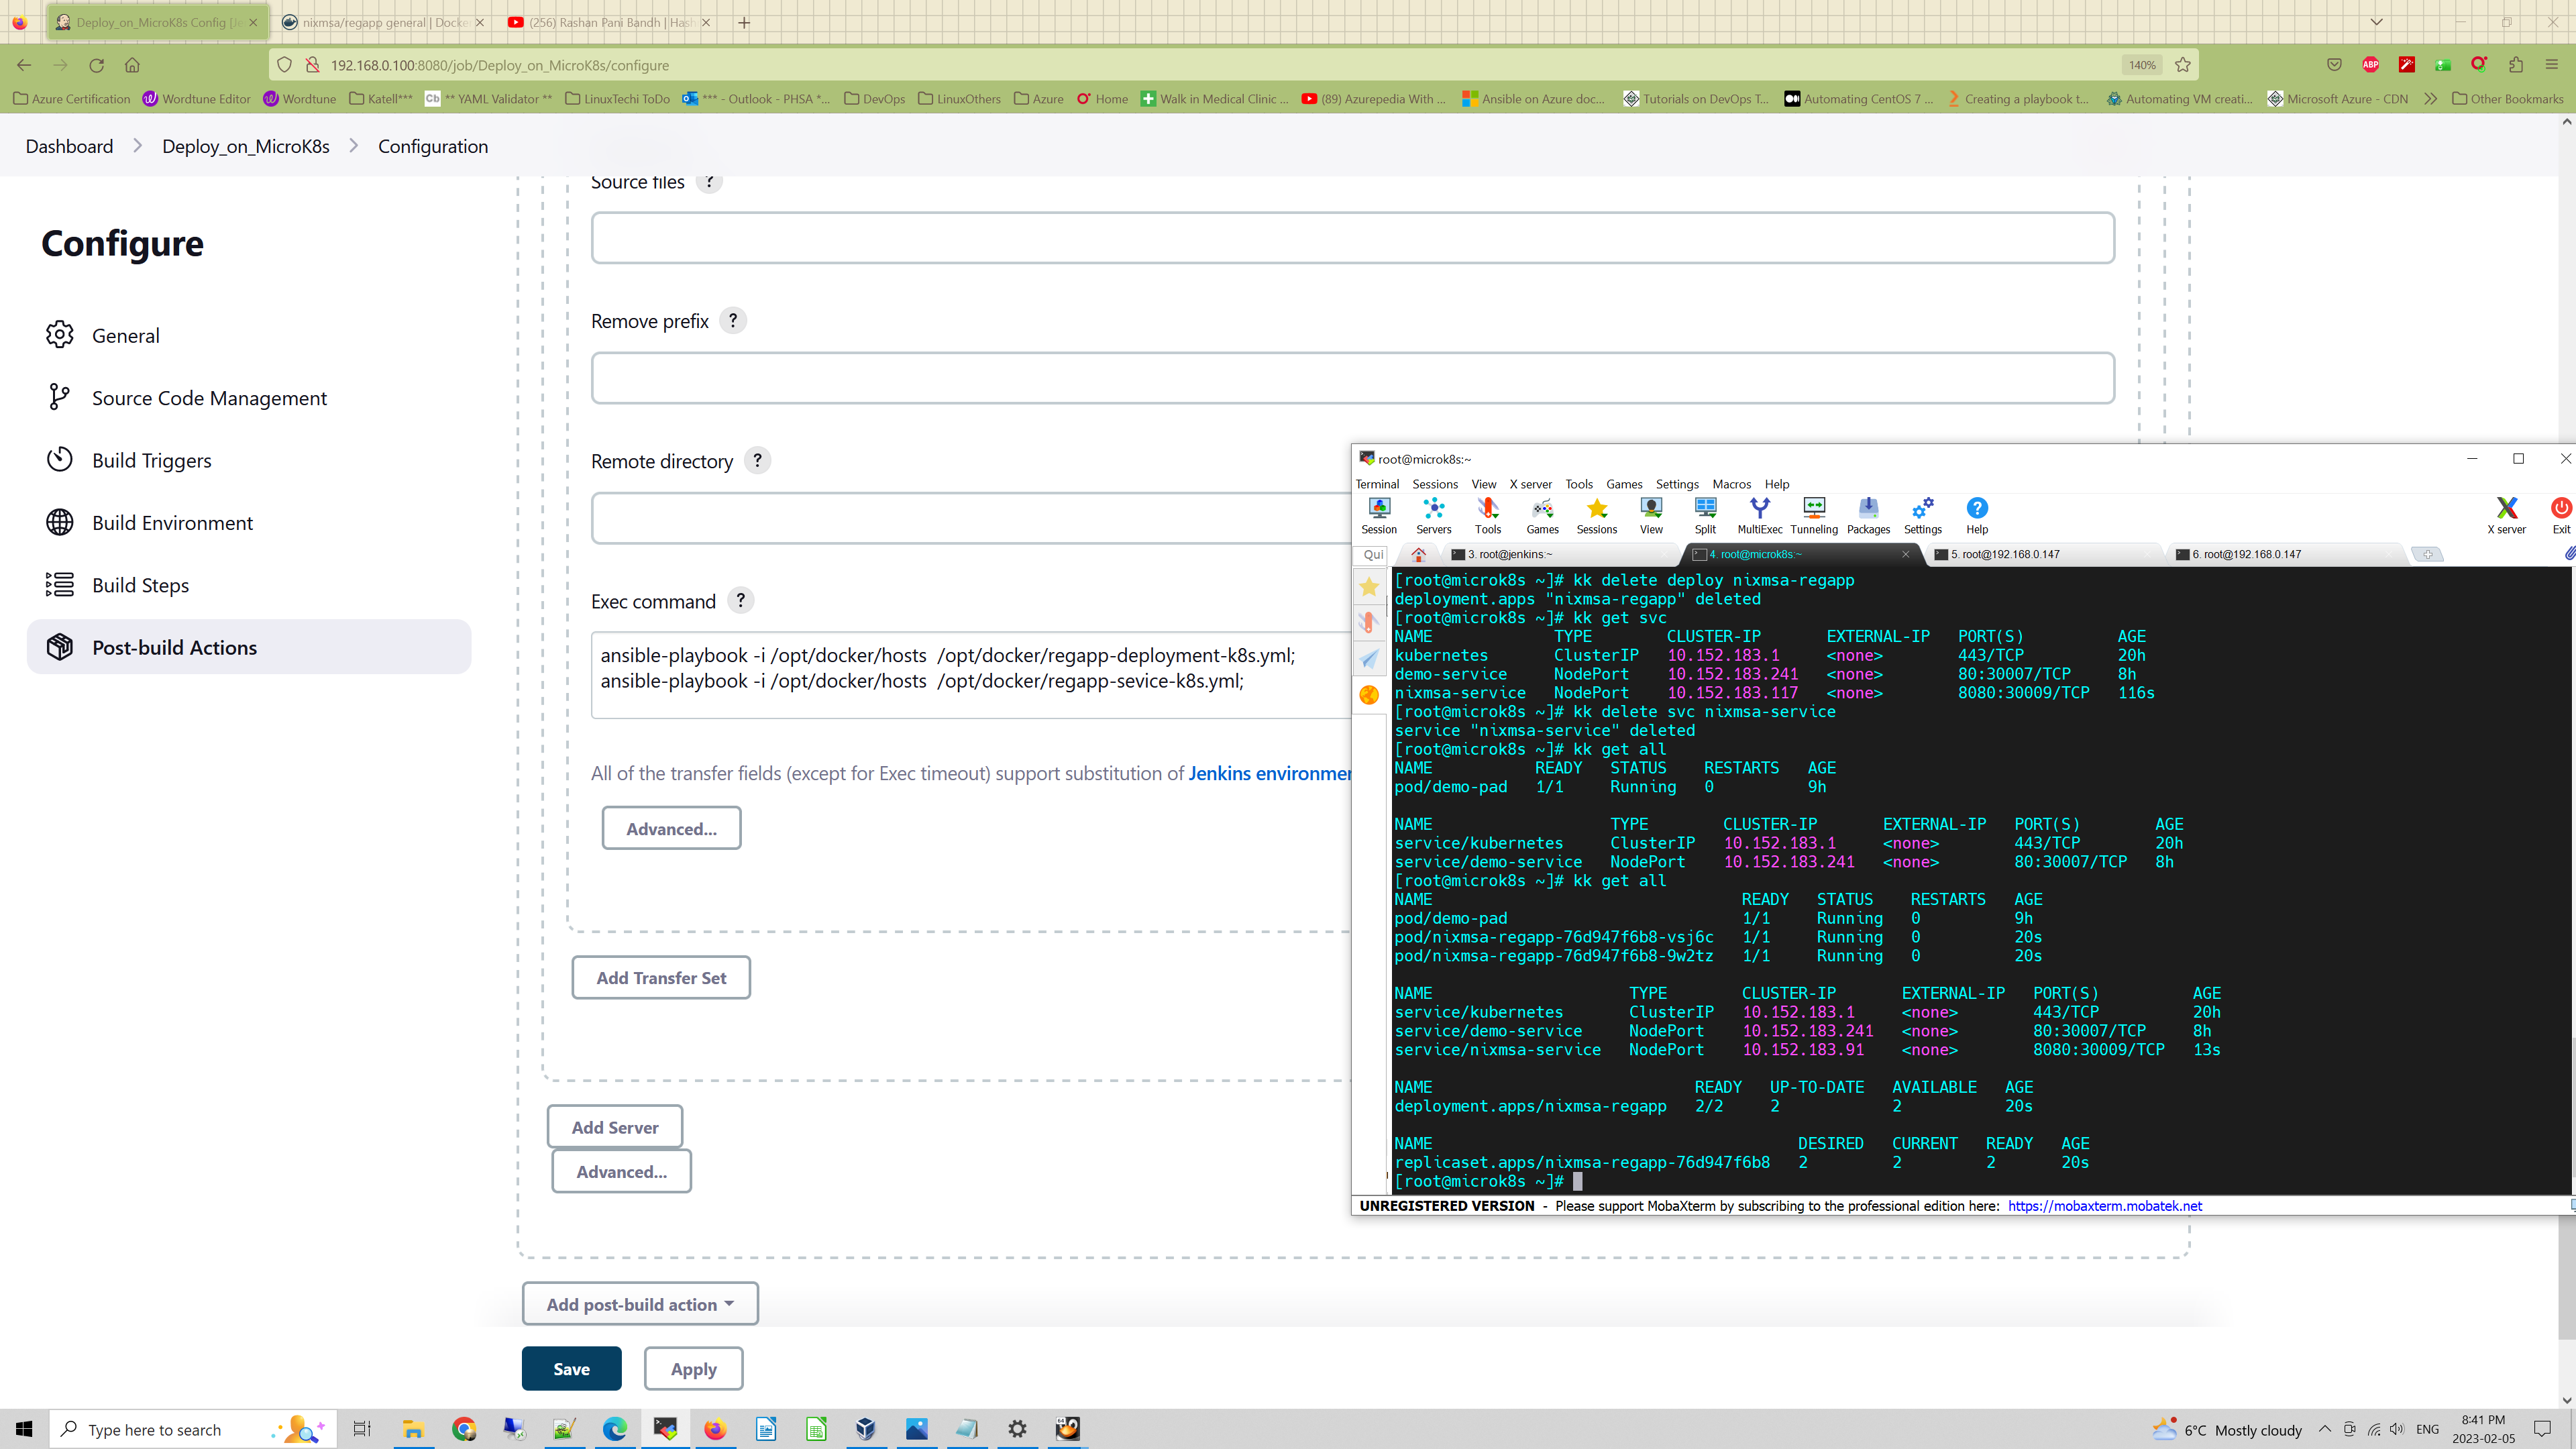 Deploy_on_MicroK8s Config [Je
nixmsa/regapp general | Docker
(256) Rashan Pani Bandh | Hash
192.168.0.100:8080/job/Deploy_on_MicroK8s/configure
140%
Azure Certification
Wordtune Editor
Wordtune
Katell***
** YAML Validator **
LinuxTechi ToDo
*** - Outlook - PHSA *...
DevOps
LinuxOthers
Azure
Home
Walk in Medical Clinic ...
(89) Azurepedia With ...
Ansible on Azure doc...
Tutorials on DevOps T...
Automating CentOS 7 ...
Creating a playbook t...
Automating VM creati...
Microsoft Azure - CDN
Other Bookmarks
Dashboard > Deploy_on_MicroK8s > Configuration
Configure
General
Source Code Management
Build Triggers
Build Environment
Build Steps
Post-build Actions
Source files ?
Remove prefix ?
Remote directory ?
Exec command ?
ansible-playbook -i /opt/docker/hosts  /opt/docker/regapp-deployment-k8s.yml;
ansible-playbook -i /opt/docker/hosts  /opt/docker/regapp-sevice-k8s.yml;
All of the transfer fields (except for Exec timeout) support substitution of Jenkins environmen
Advanced...
Add Transfer Set
Add Server
Advanced...
Add post-build action
Save
Apply
root@microk8s:~
Terminal Sessions View X server Tools Games Settings Macros Help
Session Servers Tools Games Sessions View Split MultiExec Tunneling Packages Settings Help X server Exit
Qui
3. root@jenkins:~
4. root@microk8s:~
5. root@192.168.0.147
6. root@192.168.0.147
[root@microk8s ~]# kk delete deploy nixmsa-regapp
deployment.apps "nixmsa-regapp" deleted
[root@microk8s ~]# kk get svc
NAME TYPE CLUSTER-IP EXTERNAL-IP PORT(S) AGE
kubernetes ClusterIP 10.152.183.1 <none> 443/TCP 20h
demo-service NodePort 10.152.183.241 <none> 80:30007/TCP 8h
nixmsa-service NodePort 10.152.183.117 <none> 8080:30009/TCP 116s
[root@microk8s ~]# kk delete svc nixmsa-service
service "nixmsa-service" deleted
[root@microk8s ~]# kk get all
NAME READY STATUS RESTARTS AGE
pod/demo-pad 1/1 Running 0 9h
NAME TYPE CLUSTER-IP EXTERNAL-IP PORT(S) AGE
service/kubernetes ClusterIP 10.152.183.1 <none> 443/TCP 20h
service/demo-service NodePort 10.152.183.241 <none> 80:30007/TCP 8h
[root@microk8s ~]# kk get all
NAME READY STATUS RESTARTS AGE
pod/demo-pad 1/1 Running 0 9h
pod/nixmsa-regapp-76d947f6b8-vsj6c 1/1 Running 0 20s
pod/nixmsa-regapp-76d947f6b8-9w2tz 1/1 Running 0 20s
NAME TYPE CLUSTER-IP EXTERNAL-IP PORT(S) AGE
service/kubernetes ClusterIP 10.152.183.1 <none> 443/TCP 20h
service/demo-service NodePort 10.152.183.241 <none> 80:30007/TCP 8h
service/nixmsa-service NodePort 10.152.183.91 <none> 8080:30009/TCP 13s
NAME READY UP-TO-DATE AVAILABLE AGE
deployment.apps/nixmsa-regapp 2/2 2 2 20s
NAME DESIRED CURRENT READY AGE
replicaset.apps/nixmsa-regapp-76d947f6b8 2 2 2 20s
[root@microk8s ~]#
UNREGISTERED VERSION - Please support MobaXterm by subscribing to the professional edition here: https://mobaxterm.mobatek.net
Type here to search
6°C Mostly cloudy
ENG
8:41 PM
2023-02-05